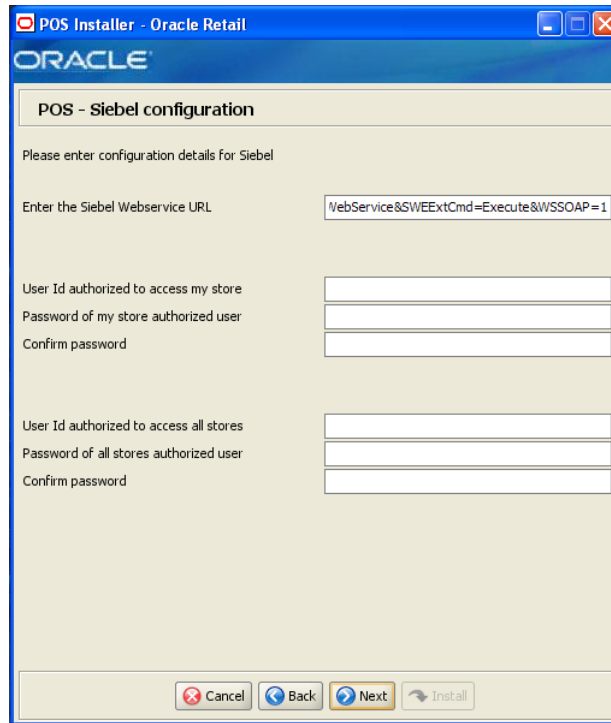 POS Installer - Oracle Retail
ORACLE
POS - Siebel configuration
Please enter configuration details for Siebel
Enter the Siebel Webservice URL
WebService&SWEExtCmd=Execute&WSSOAP=1
User Id authorized to access my store
Password of my store authorized user
Confirm password
User Id authorized to access all stores
Password of all stores authorized user
Confirm password
Cancel
Back
Next
Install